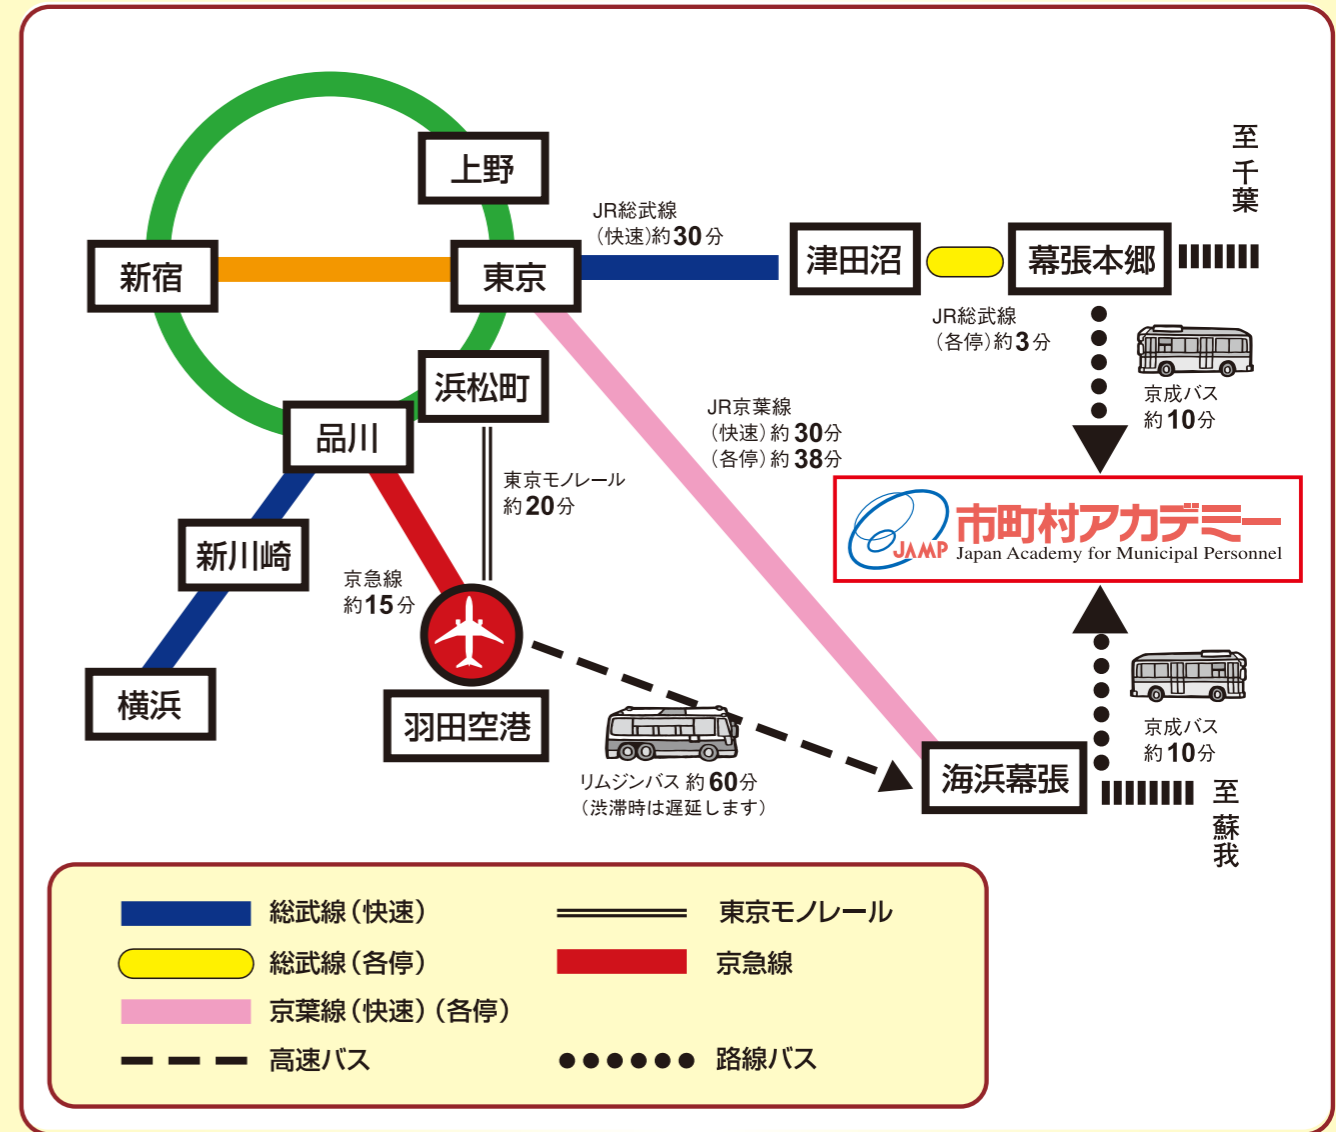 上野
至千葉
JR総武線
（快速）約30分
新宿
東京
津田沼
幕張本郷
JR総武線
（各停）約3分
浜松町
京成バス
約10分
JR京葉線
（快速）約30分
（各停）約38分
品川
東京モノレール
約20分
JAMP
市町村アカデミー
Japan Academy for Municipal Personnel
新川崎
京急線
約15分
横浜
羽田空港
京成バス
約10分
リムジンバス 約60分
（渋滞時は遅延します）
海浜幕張
至蘇我
総武線（快速）
東京モノレール
総武線（各停）
京急線
京葉線（快速）（各停）
高速バス
路線バス